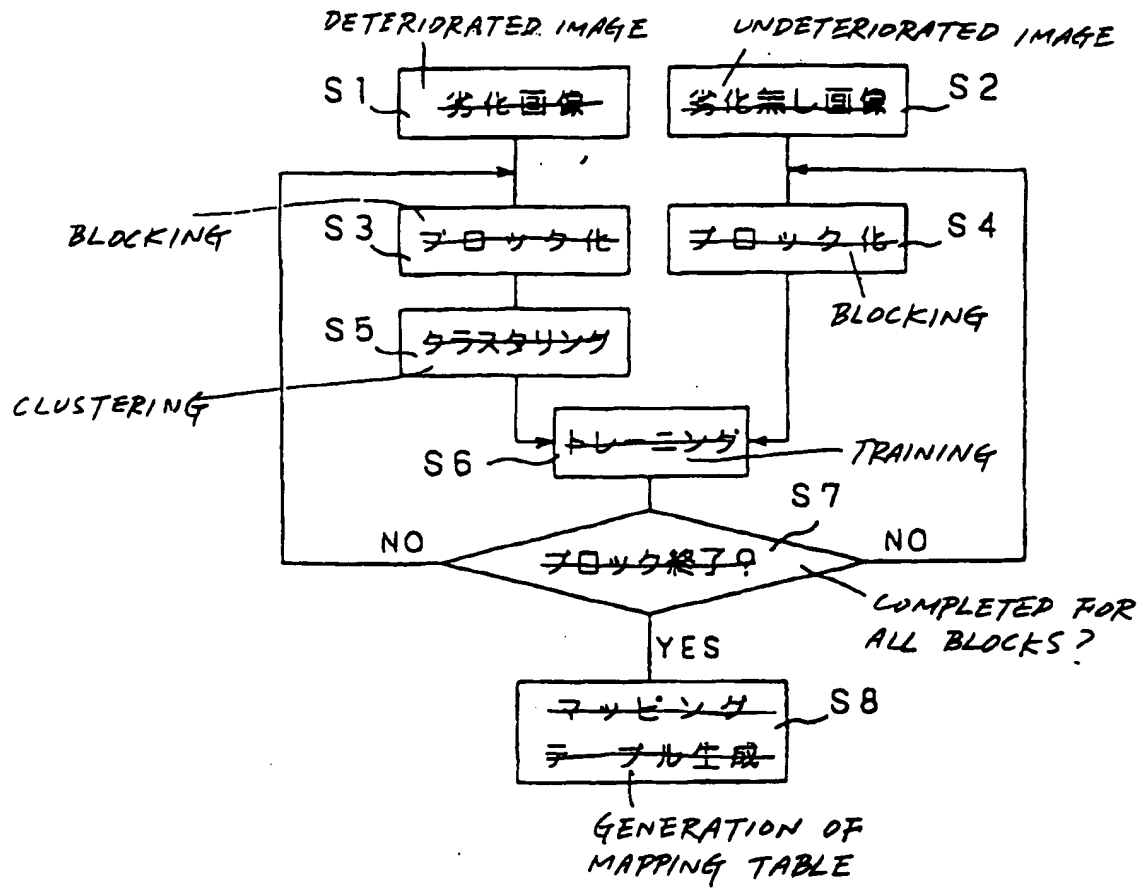 DETERIORATED IMAGE
UNDETERIORATED IMAGE
S1
劣化画像
劣化無し画像
S2
BLOCKING
S3
ブロック化
ブロック化
S4
BLOCKING
S5
クラスタリング
CLUSTERING
S6
トレーニング
TRAINING
S7
NO
ブロック終了?
NO
COMPLETED FOR
ALL BLOCKS?
YES
マッピング
テーブル生成
S8
GENERATION OF
MAPPING TABLE